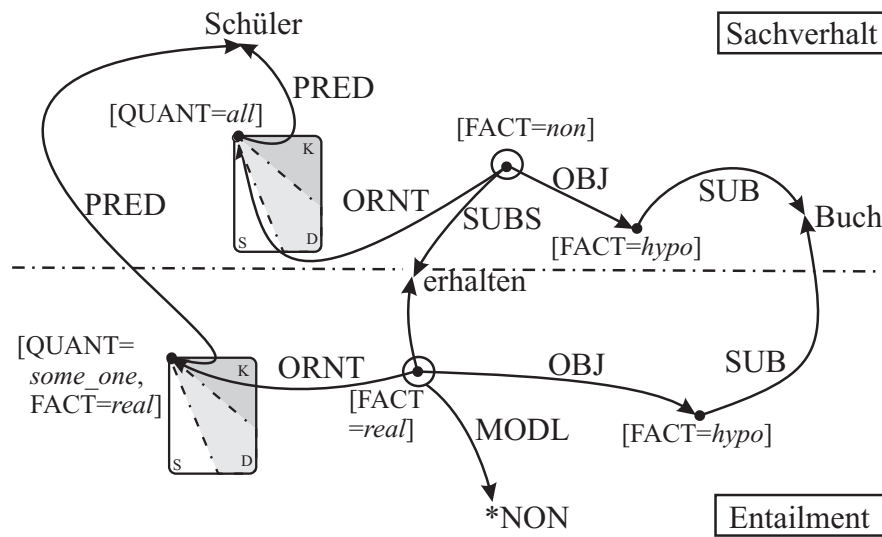 Schüler
Sachverhalt
PRED
[QUANT=all]
[FACT=non]
K
OBJ
ORNT
SUB
PRED
SUBS
Buch
S
D
[FACT=hypo]
erhalten
[QUANT=
some_one,
FACT=real]
ORNT
OBJ
SUB
K
[FACT
=real]
MODL
[FACT=hypo]
S
D
*NON
Entailment